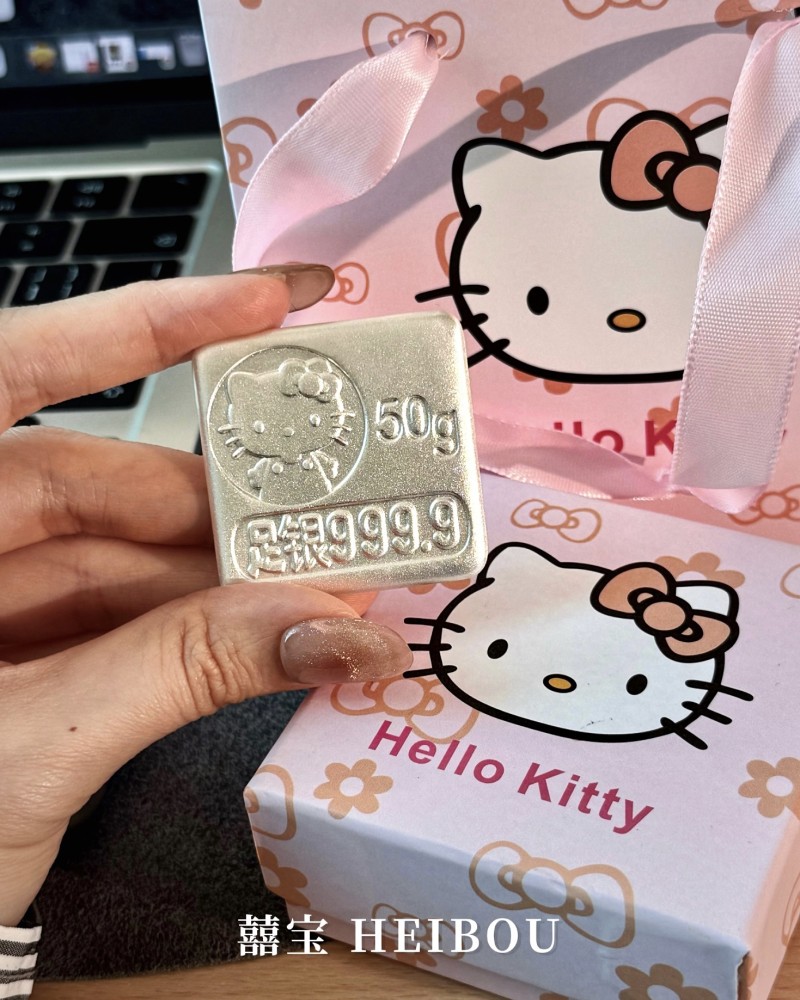 50g
足银999.9
Hello Kitty
囍宝 HEIBOU